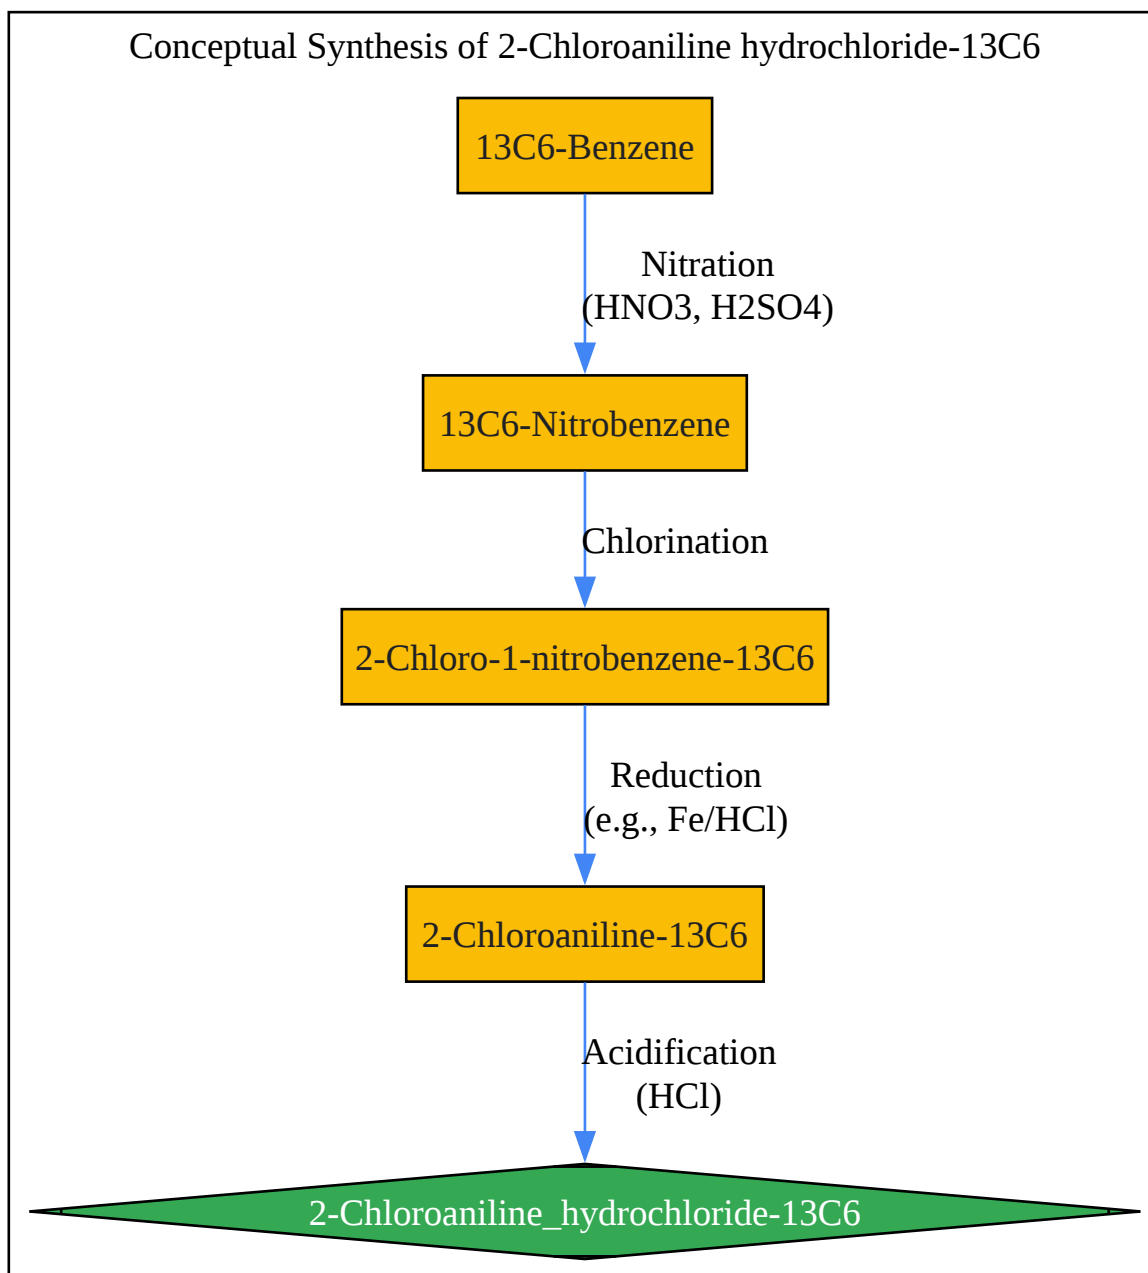 Conceptual Synthesis of 2-Chloroaniline hydrochloride-13C6
13C6-Benzene
Nitration
(HNO3, H2SO4)
13C6-Nitrobenzene
Chlorination
2-Chloro-1-nitrobenzene-13C6
Reduction
(e.g., Fe/HCl)
2-Chloroaniline-13C6
Acidification
(HCl)
2-Chloroaniline_hydrochloride-13C6